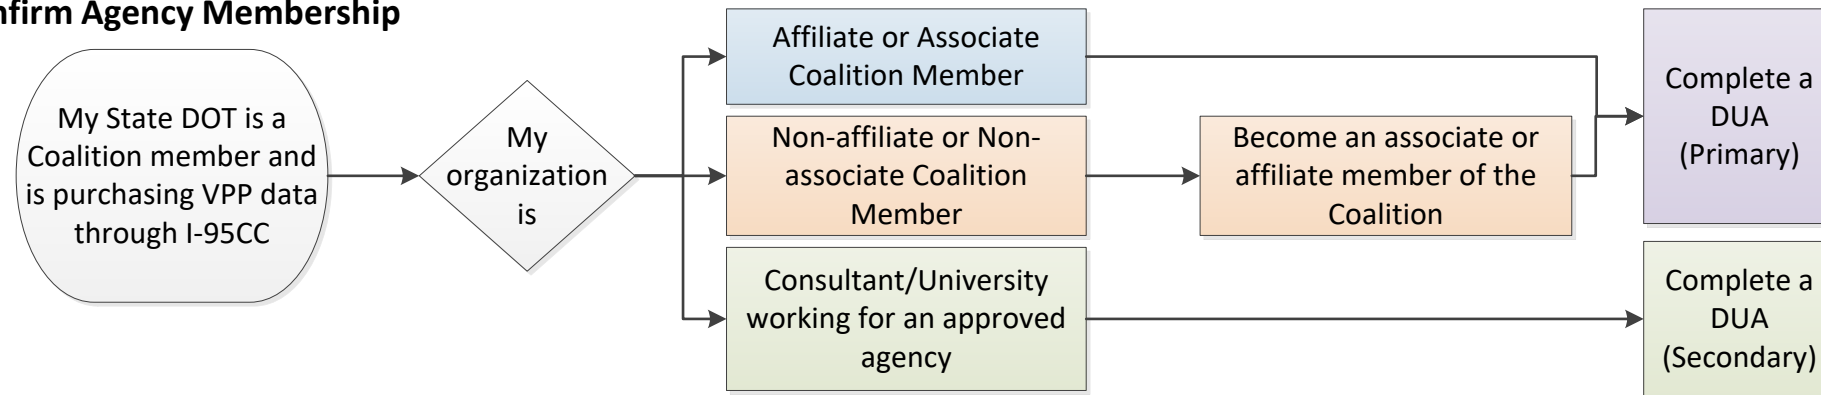 nfirm Agency Membership
My State DOT is a
Coalition member and
is purchasing VPP data
through I-95CC
My
organization
is
Affiliate or Associate
Coalition Member
Non-affiliate or Non-
associate Coalition
Member
Become an associate or
affiliate member of the
Coalition
Consultant/University
working for an approved
agency
Complete a
DUA
(Primary)
Complete a
DUA
(Secondary)